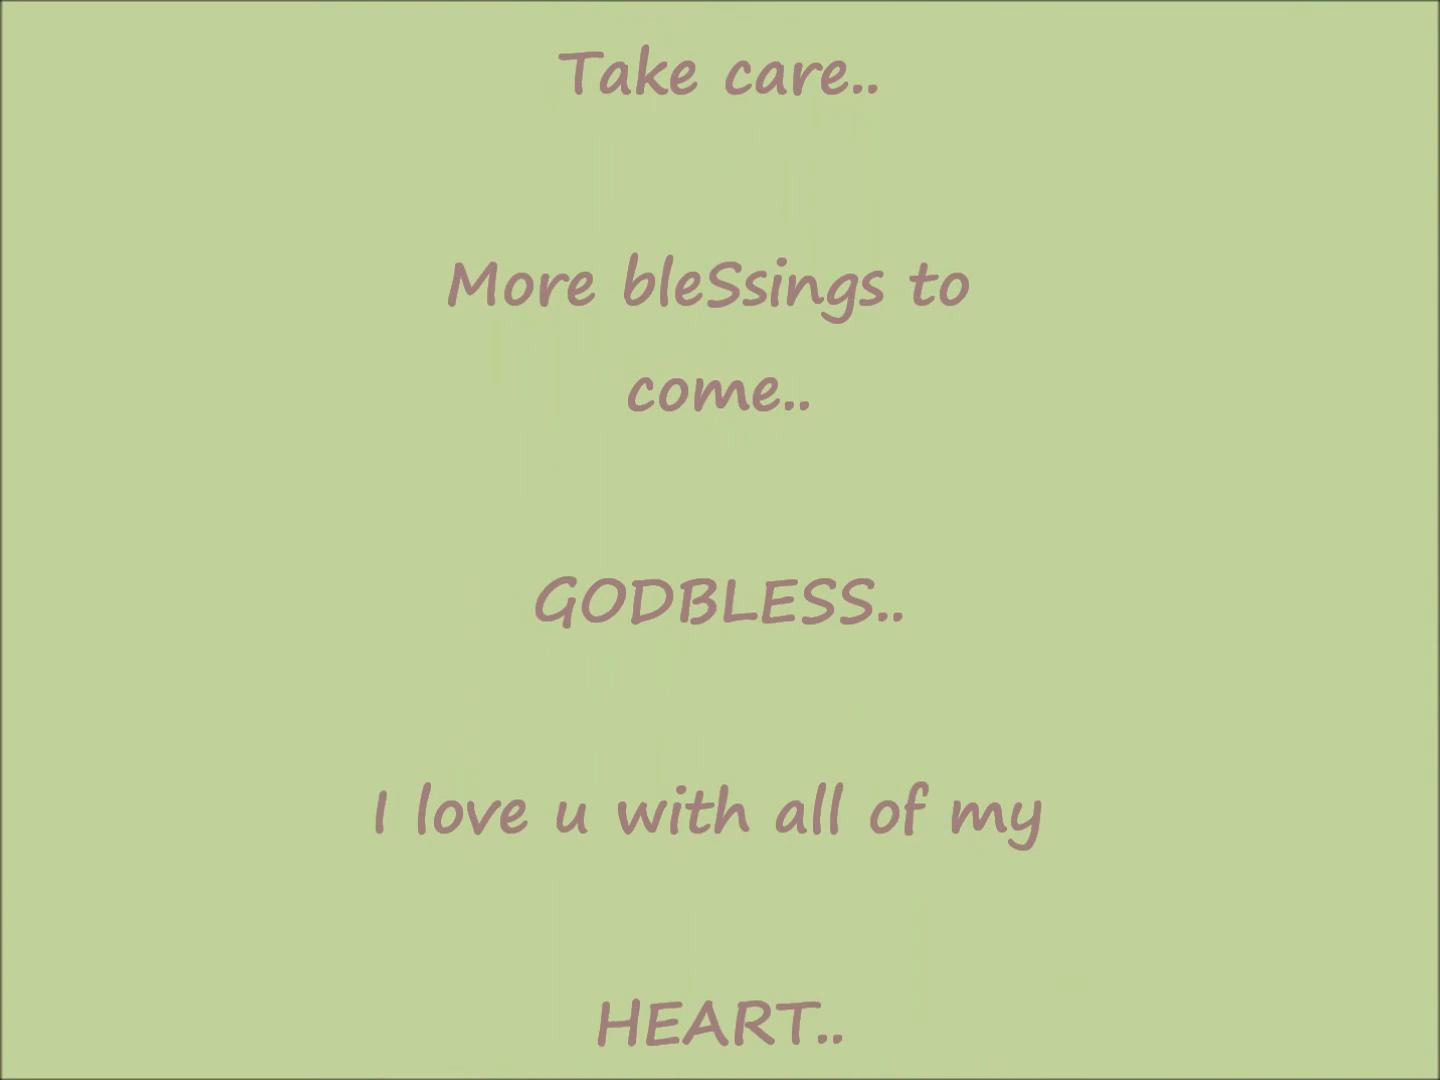 Take care..
More bleSsings to
come..
GODBLESS..
I love u with all of my
HEART..